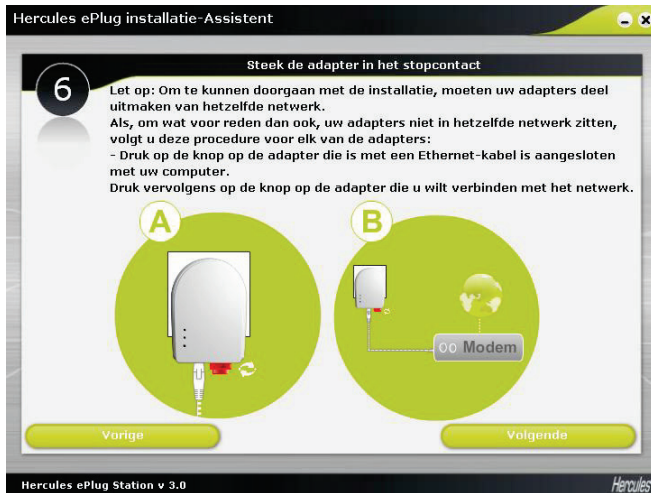 Hercules ePlug installatie-Assistent
Steek de adapter in het stopcontact
6
Let op: Om te kunnen doorgaan met de installatie, moeten uw adapters deel
uitmaken van hetzelfde netwerk.
Als, om wat voor reden dan ook, uw adapters niet in hetzelfde netwerk zitten,
volgt u deze procedure voor elk van de adapters:
- Druk op de knop op de adapter die is met een Ethernet-kabel is aangesloten
met uw computer.
Druk vervolgens op de knop op de adapter die u wilt verbinden met het netwerk.
A
B
Modem
Vorige
Volgende
Hercules ePlug Station v 3.0
Hercules